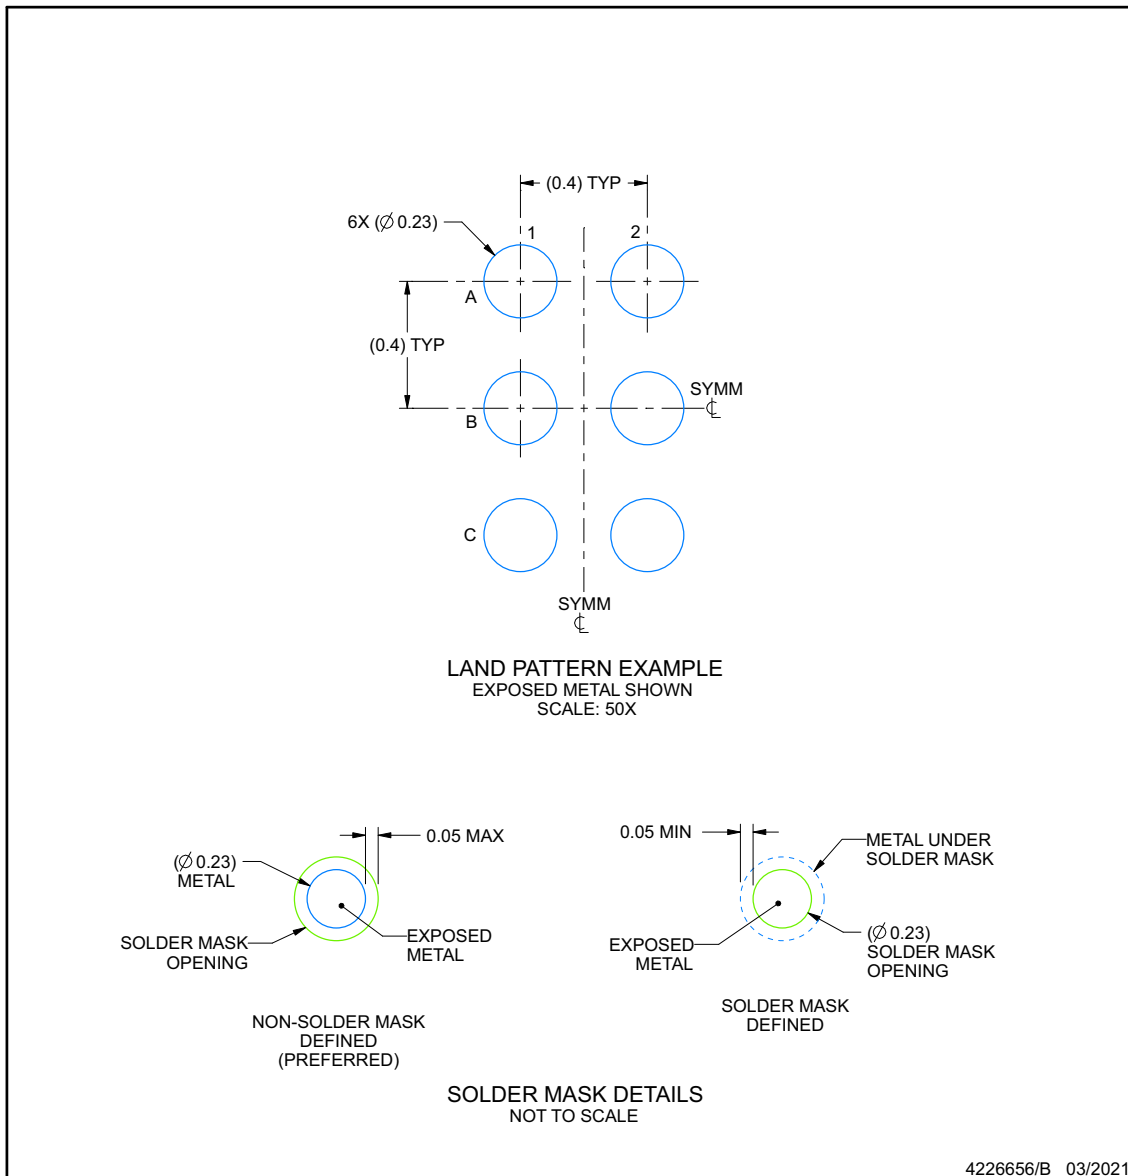 (0.4) TYP
6X (∅ 0.23)
1
2
A
(0.4) TYP
SYMM
B
C
SYMM
LAND PATTERN EXAMPLE
EXPOSED METAL SHOWN
SCALE: 50X
0.05 MAX
0.05 MIN
METAL UNDER
SOLDER MASK
(∅ 0.23)
METAL
SOLDER MASK
OPENING
EXPOSED
METAL
EXPOSED
METAL
(∅ 0.23)
SOLDER MASK
OPENING
NON-SOLDER MASK
DEFINED
(PREFERRED)
SOLDER MASK
DEFINED
SOLDER MASK DETAILS
NOT TO SCALE
4226656/B 03/2021